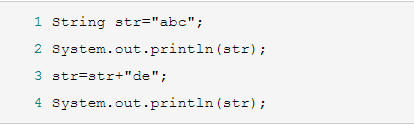 1 String str="abc";
2 System.out.println(str);
3 str=str+"de";
4 System.out.println(str);